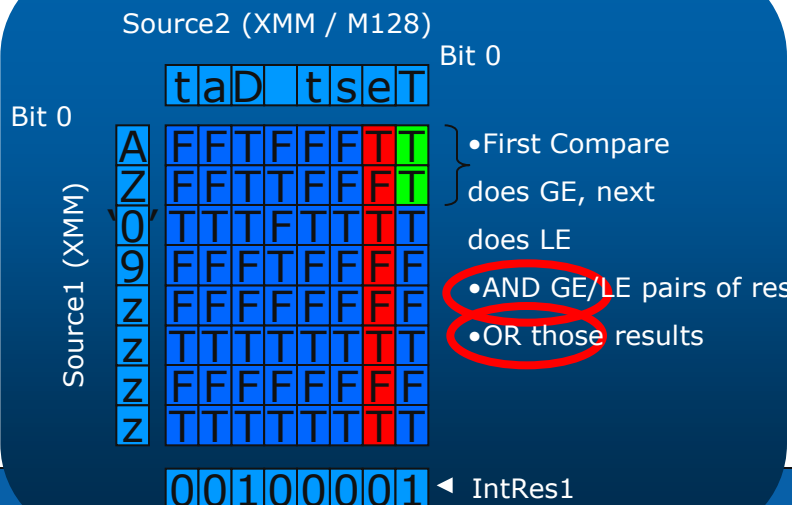 Source2 (XMM / M128)
Bit 0
t a D t s e T
Bit 0
Source1 (XMM)
A F F T F F F T T
Z F F T T F F F T
'0' T T T F T T T T
9 F F F T F F F F
z F F F F F F F F
z T T T T T T T T
z F F F F F F F F
z T T T T T T T T
•First Compare
does GE, next
does LE
•AND GE/LE pairs of res
•OR those results
0 0 1 0 0 0 0 1 ◄ IntRes1